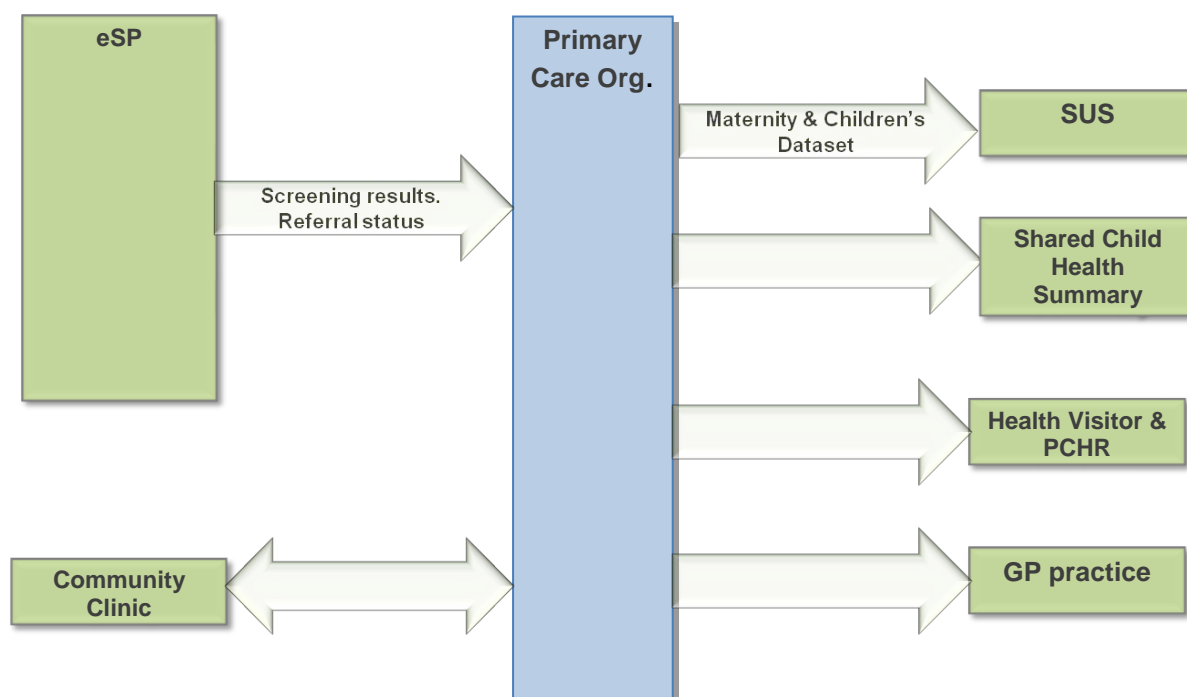 eSP
Primary
Care Org.
Maternity & Children's
Dataset
SUS
Screening results.
Referral status
Shared Child
Health
Summary
Health Visitor &
PCHR
Community
Clinic
GP practice